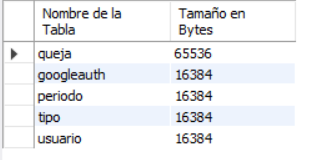 Nombre de la Tabla Tamaño en Bytes
queja 65536
googleauth 16384
periodo 16384
tipo 16384
usuario 16384